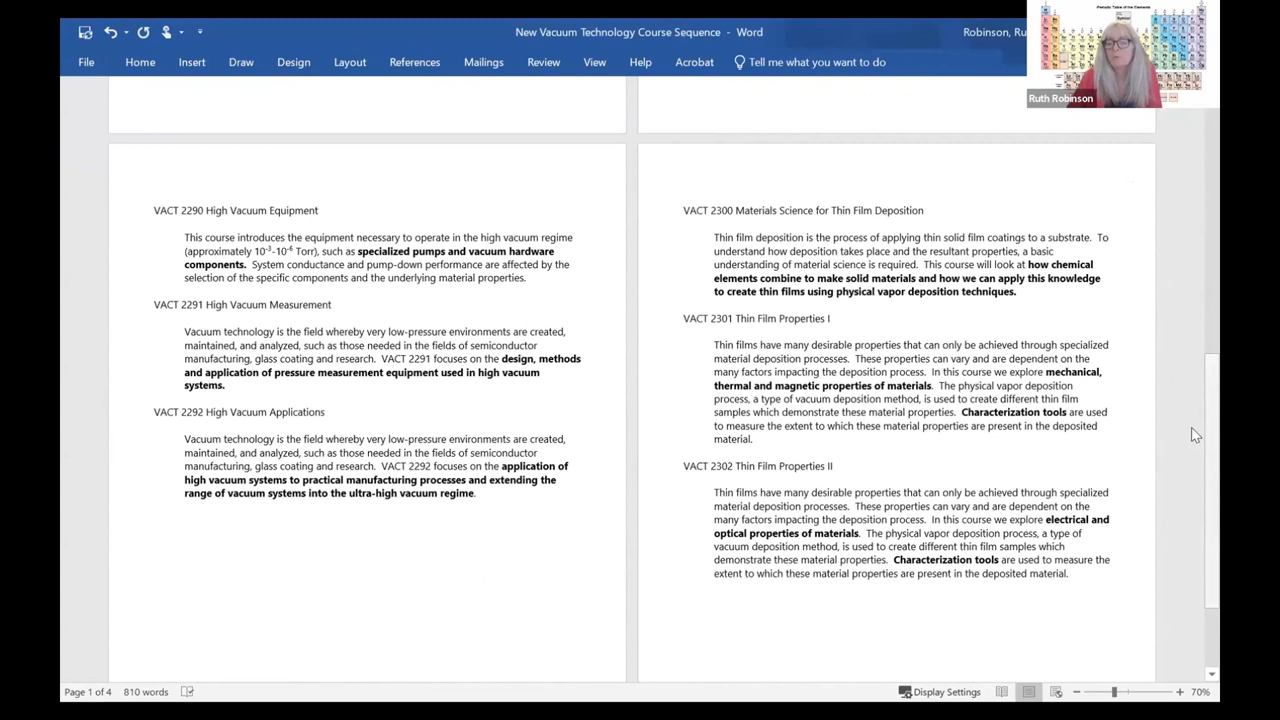 New Vacuum Technology Course Sequence - Word
Robinson, Ru
Periodic Table of the Elements
Ruth Robinson
File Home Insert Draw Design Layout References Mailings Review View Help Acrobat Tell me what you want to do
VACT 2290 High Vacuum Equipment
This course introduces the equipment necessary to operate in the high vacuum regime
(approximately 10-3-10-6 Torr), such as specialized pumps and vacuum hardware
components. System conductance and pump-down performance are affected by the
selection of the specific components and the underlying material properties.
VACT 2291 High Vacuum Measurement
Vacuum technology is the field whereby very low-pressure environments are created,
maintained, and analyzed, such as those needed in the fields of semiconductor
manufacturing, glass coating and research. VACT 2291 focuses on the design, methods
and application of pressure measurement equipment used in high vacuum
systems.
VACT 2292 High Vacuum Applications
Vacuum technology is the field whereby very low-pressure environments are created,
maintained, and analyzed, such as those needed in the fields of semiconductor
manufacturing, glass coating and research. VACT 2292 focuses on the application of
high vacuum systems to practical manufacturing processes and extending the
range of vacuum systems into the ultra-high vacuum regime.
VACT 2300 Materials Science for Thin Film Deposition
Thin film deposition is the process of applying thin solid film coatings to a substrate. To
understand how deposition takes place and the resultant properties, a basic
understanding of material science is required. This course will look at how chemical
elements combine to make solid materials and how we can apply this knowledge
to create thin films using physical vapor deposition techniques.
VACT 2301 Thin Film Properties I
Thin films have many desirable properties that can only be achieved through specialized
material deposition processes. These properties can vary and are dependent on the
many factors impacting the deposition process. In this course we explore mechanical,
thermal and magnetic properties of materials. The physical vapor deposition
process, a type of vacuum deposition method, is used to create different thin film
samples which demonstrate these material properties. Characterization tools are used
to measure the extent to which these material properties are present in the deposited
material.
VACT 2302 Thin Film Properties II
Thin films have many desirable properties that can only be achieved through specialized
material deposition processes. These properties can vary and are dependent on the
many factors impacting the deposition process. In this course we explore electrical and
optical properties of materials. The physical vapor deposition process, a type of
vacuum deposition method, is used to create different thin film samples which
demonstrate these material properties. Characterization tools are used to measure the
extent to which these material properties are present in the deposited material.
Page 1 of 4 810 words Display Settings 70%